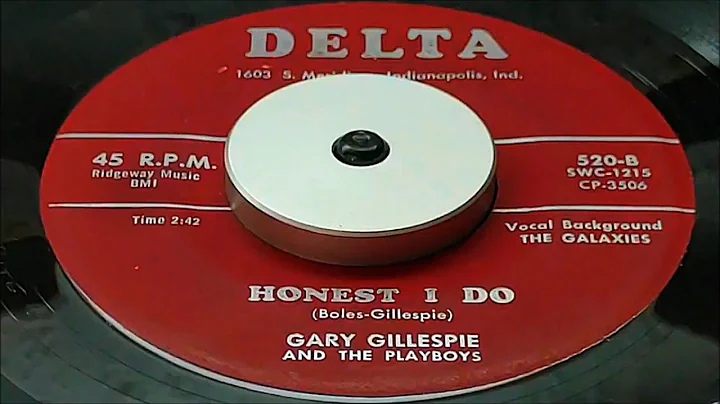 DELTA
1603 S. Indianapolis, Ind.
45 R.P.M.
Ridgeway Music
BMI
Time 2:42
520-B
SWC-1215
CP-3506
Vocal Background
THE GALAXIES
HONEST I DO
(Boles-Gillespie)
GARY GILLESPIE
AND THE PLAYBOYS